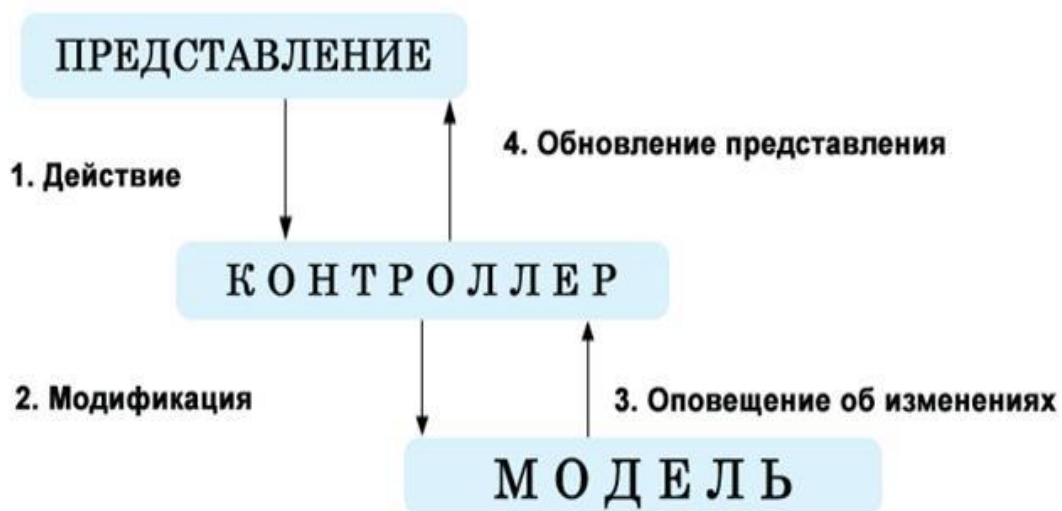 ПРЕДСТАВЛЕНИЕ
4. Обновление представления
1. Действие
КОНТРОЛЛЕР
2. Модификация
3. Оповещение об изменениях
МОДЕЛЬ